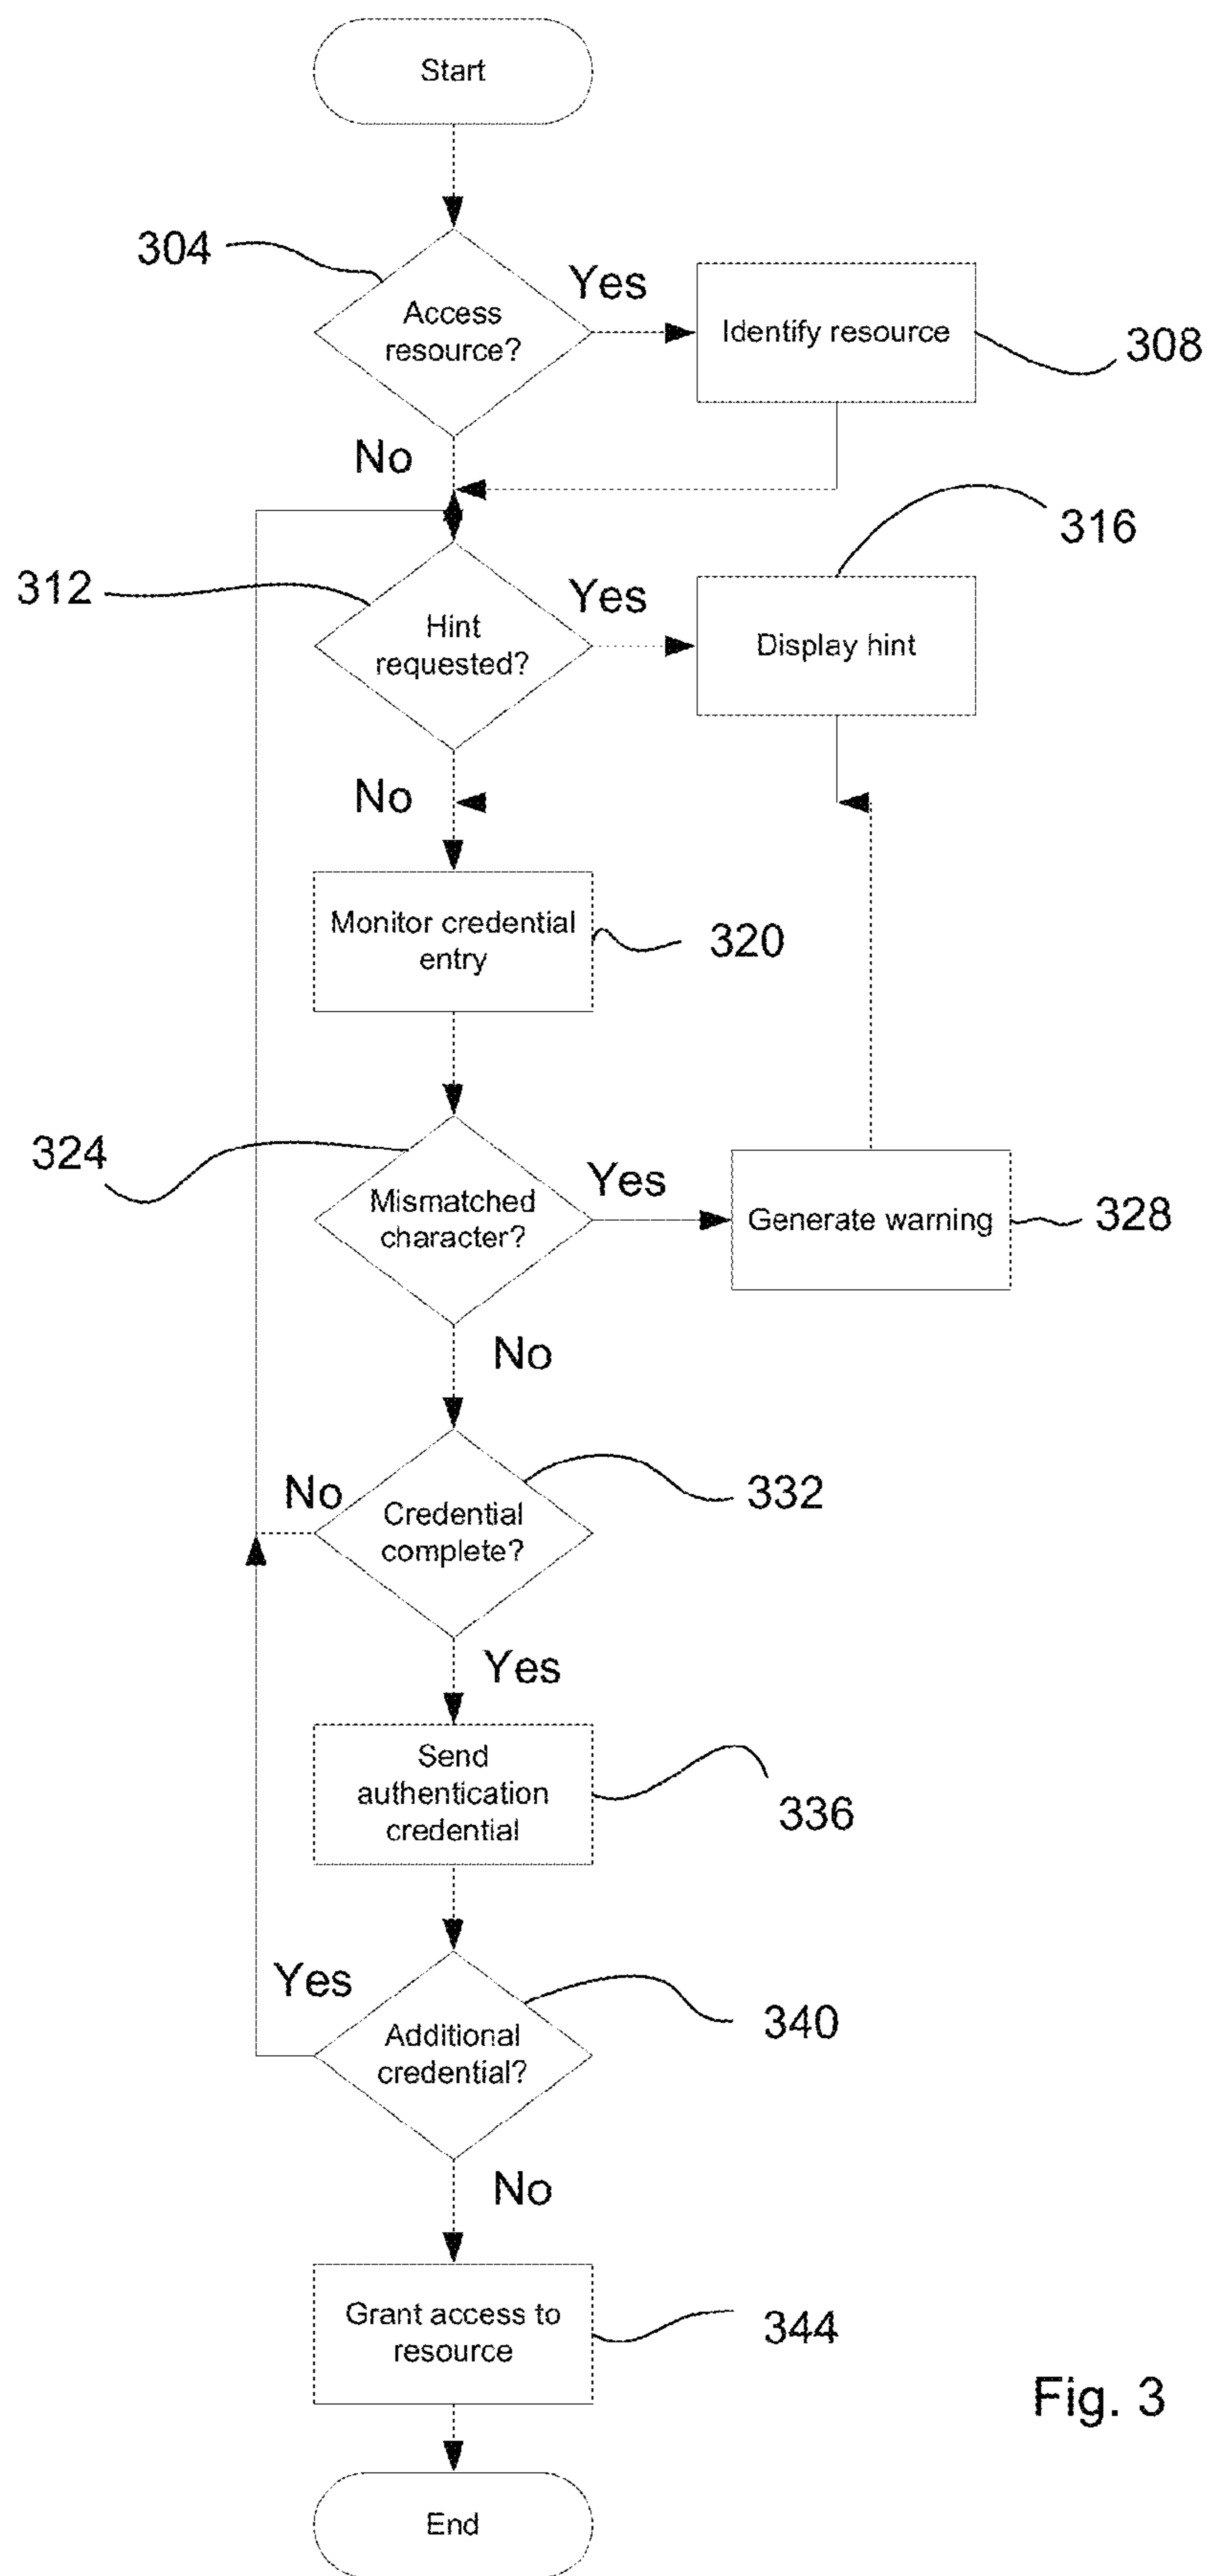 Start
304
Access
resource?
Yes
Identify resource
308
No
312
Hint
requested?
Yes
Display hint
316
No
Monitor credential
entry
320
324
Mismatched
character?
Yes
Generate warning
328
No
No
Credential
complete?
332
Yes
Send
authentication
credential
336
Yes
Additional
credential?
340
No
Grant access to
resource
344
Fig. 3
End